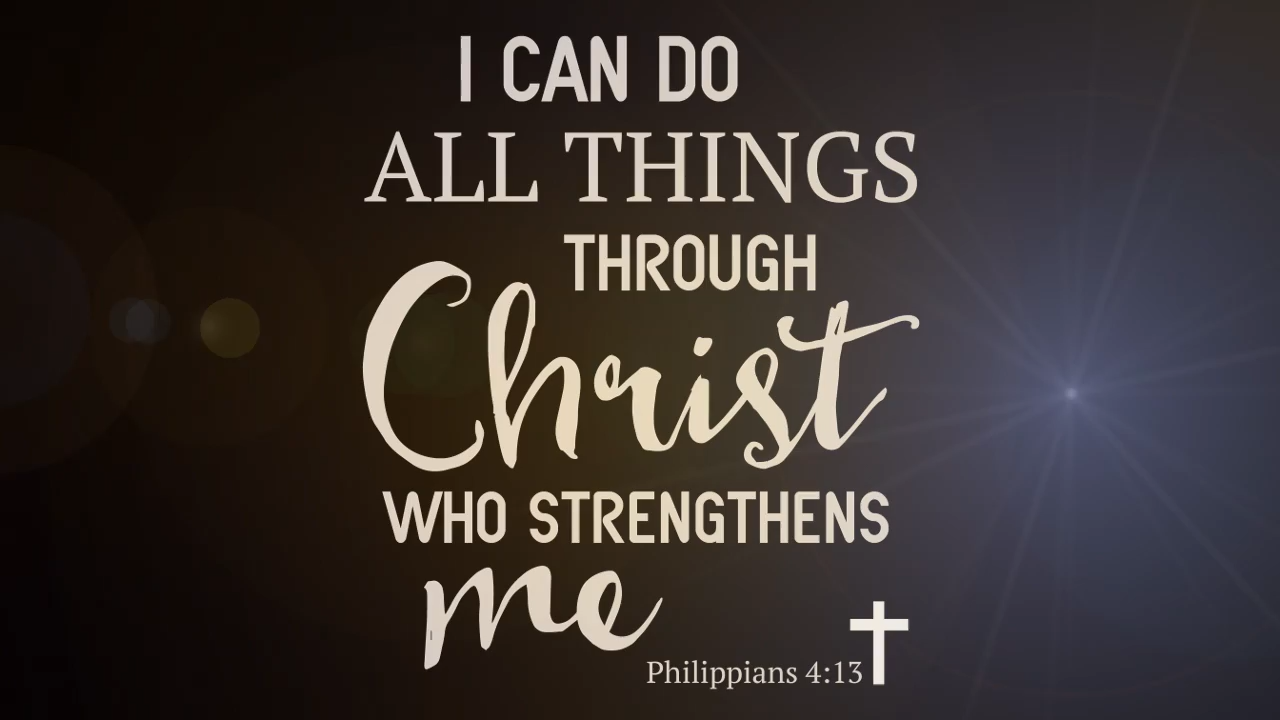 I CAN DO
ALL THINGS
THROUGH
Christ
WHO STRENGTHENS
me
Philippians 4:13